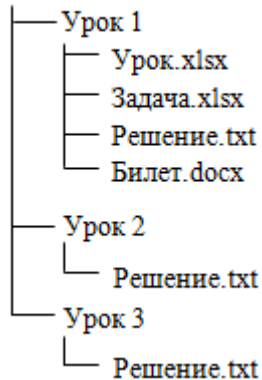 Урок 1
Урок.xlsx
Задача.xlsx
Решение.txt
Билет.docx
Урок 2
Решение.txt
Урок 3
Решение.txt